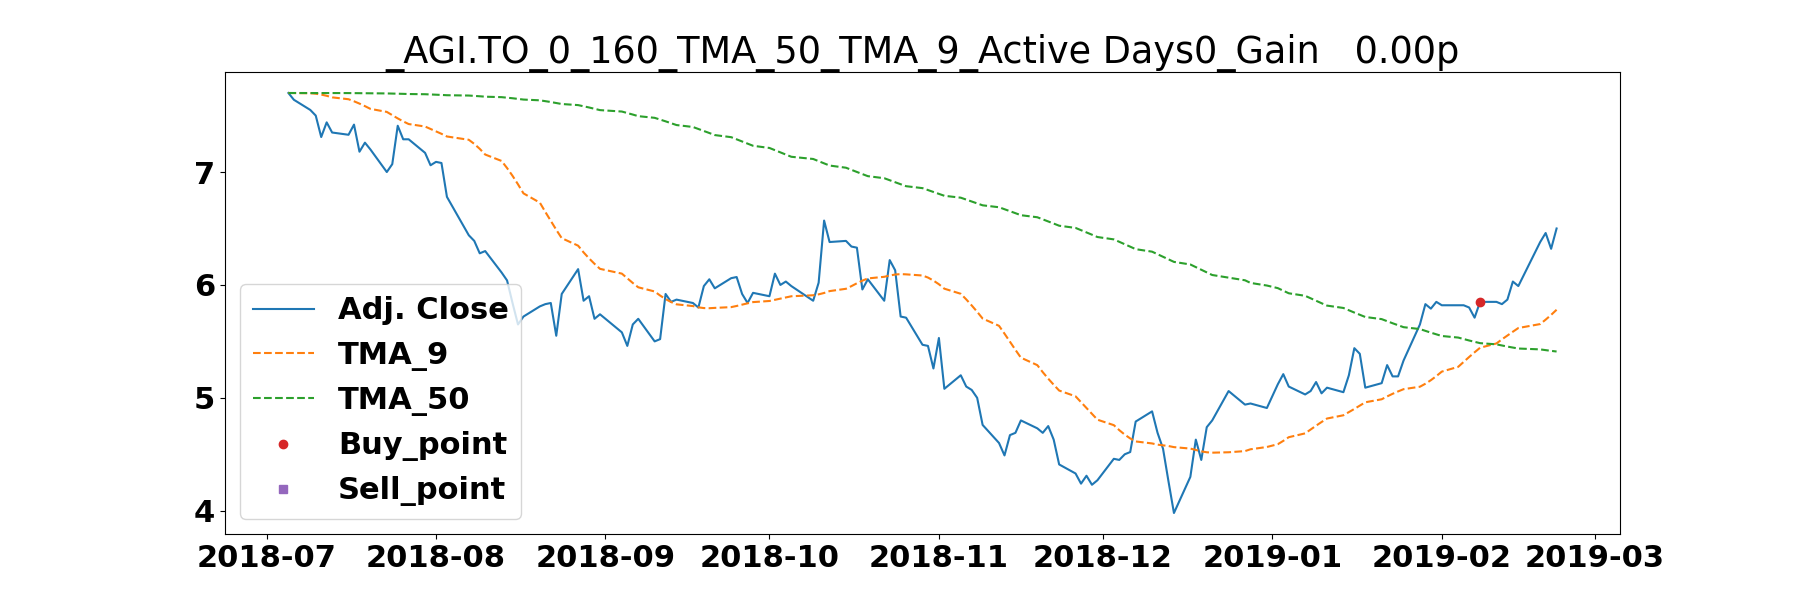 _AGI.TO_0_160_TMA_50_TMA_9_Active Days0_Gain   0.00p
7
6
5
4
Adj. Close
TMA_9
TMA_50
Buy_point
Sell_point
2018-07 2018-08 2018-09 2018-10 2018-11 2018-12 2019-01 2019-02 2019-03